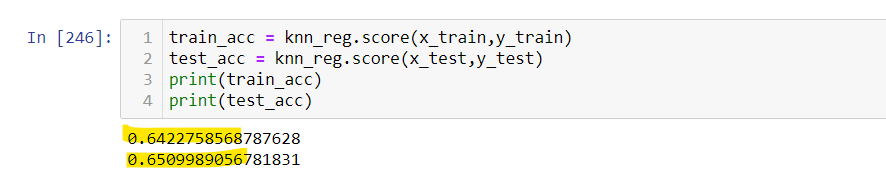 In [246]:
1 train_acc = knn_reg.score(x_train,y_train)
2 test_acc = knn_reg.score(x_test,y_test)
3 print(train_acc)
4 print(test_acc)
0.6422758568787628
0.6509989056781831